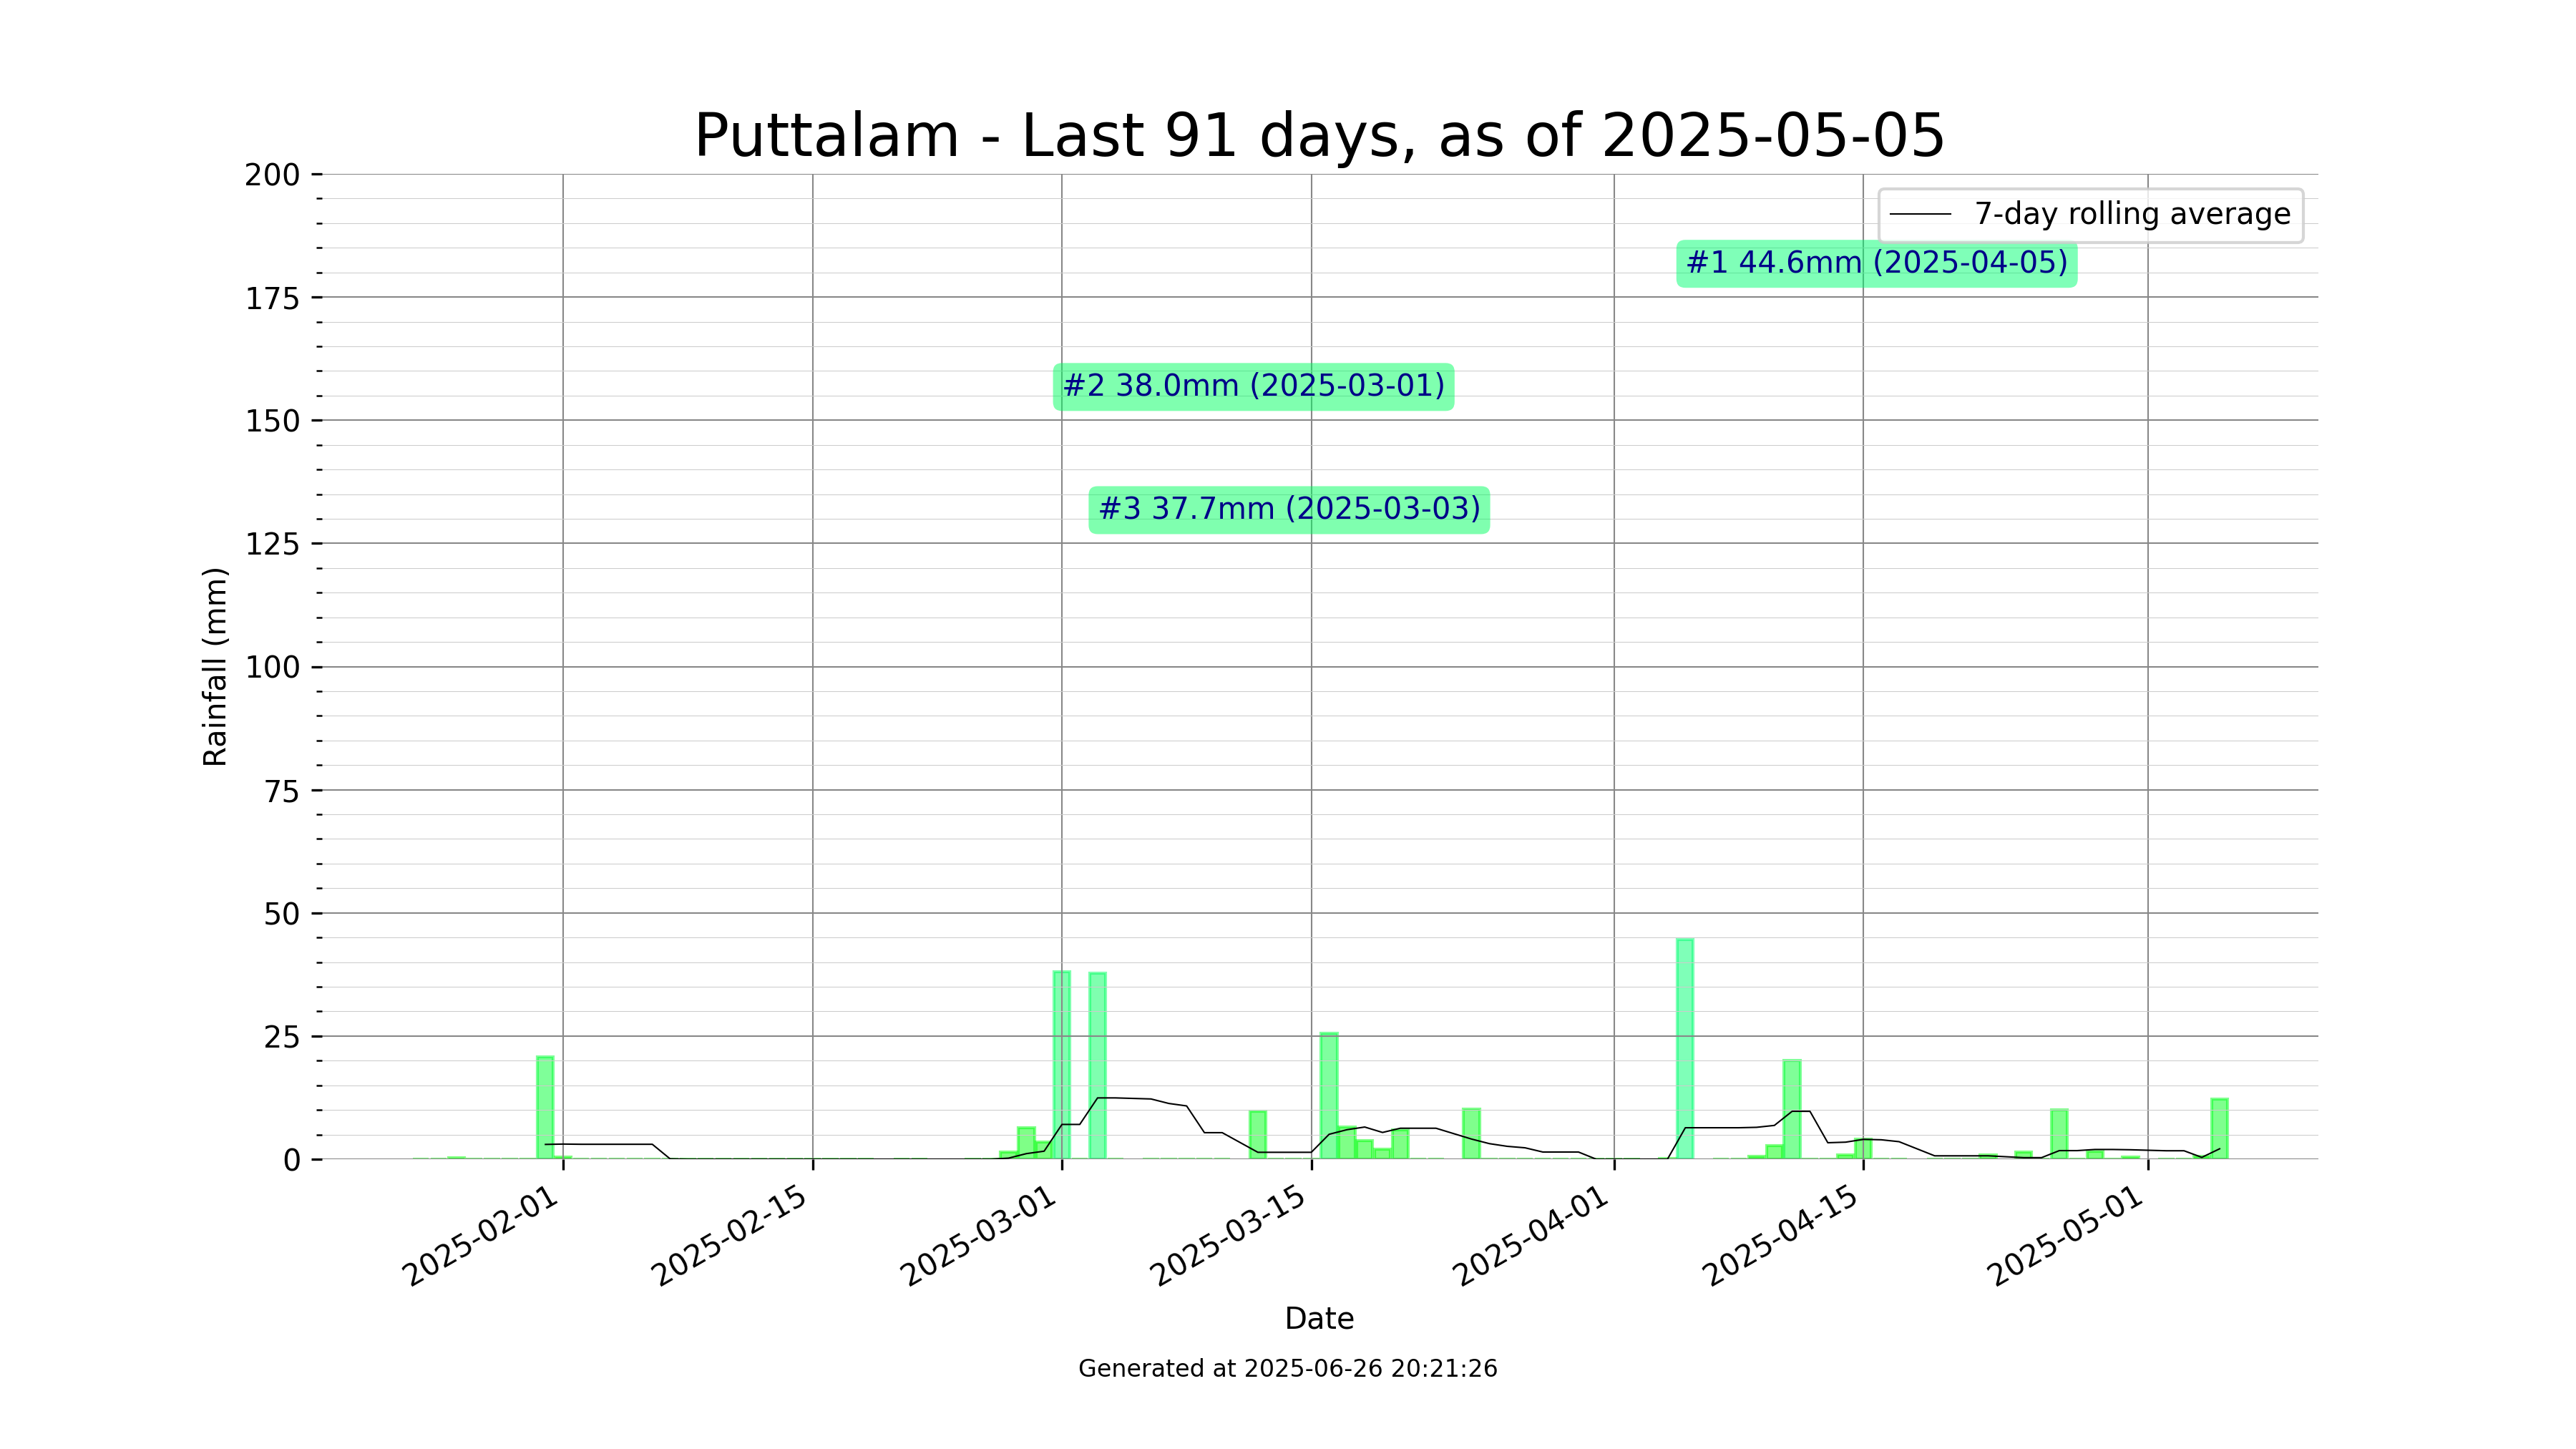 Puttalam - Last 91 days, as of 2025-05-05
7-day rolling average
#1 44.6mm (2025-04-05)
#2 38.0mm (2025-03-01)
#3 37.7mm (2025-03-03)
Rainfall (mm)
200
175
150
125
100
75
50
25
0
2025-02-01
2025-02-15
2025-03-01
2025-03-15
2025-04-01
2025-04-15
2025-05-01
Date
Generated at 2025-06-26 20:21:26